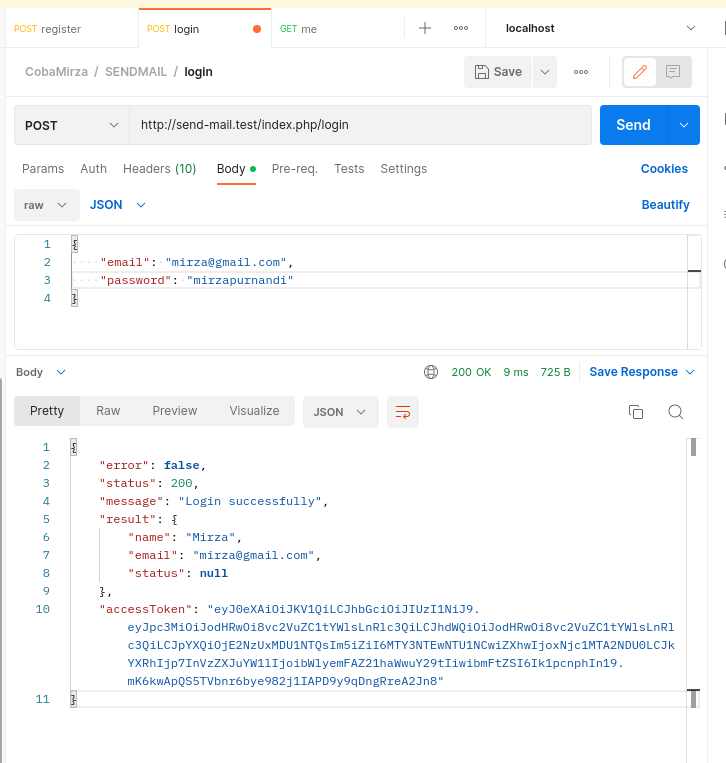 POST register POST login GET me localhost
CobaMirza / SENDMAIL / login Save
POST http://send-mail.test/index.php/login Send
Params Auth Headers (10) Body Pre-req. Tests Settings Cookies
raw JSON Beautify
1 {
2 "email": "mirza@gmail.com",
3 "password": "mirzapurnandi"
4 }
Body 200 OK 9 ms 725 B Save Response
Pretty Raw Preview Visualize JSON
1 {
2 "error": false,
3 "status": 200,
4 "message": "Login successfully",
5 "result": {
6 "name": "Mirza",
7 "email": "mirza@gmail.com",
8 "status": null
9 },
10 "accessToken": "eyJ0eXAiOiJKV1QiLCJhbGciOiJIUzI1NiJ9.
eyJpc3MiOiJodHRwOi8vc2VuZC1tYWlsLnRlc3QiLCJhdWQiOiJodHRwOi8vc2VuZC1tYWlsLnRl
c3QiLCJpYXQiOjE2NzUxMDU1NTQsIm5iZiI6MTY3NTEwNTU1NCwiZXhwIjoxNjc1MTA2NDU0LCJk
YXRhIjp7InVzZXJuYW1lIjoibWlyemFAZ21haWwuY29tIiwibmFtZSI6Ik1pcnphIn19.
mK6kwApQS5TVbnr6bye982j1IAPD9y9qDngRreA2Jn8"
11 }